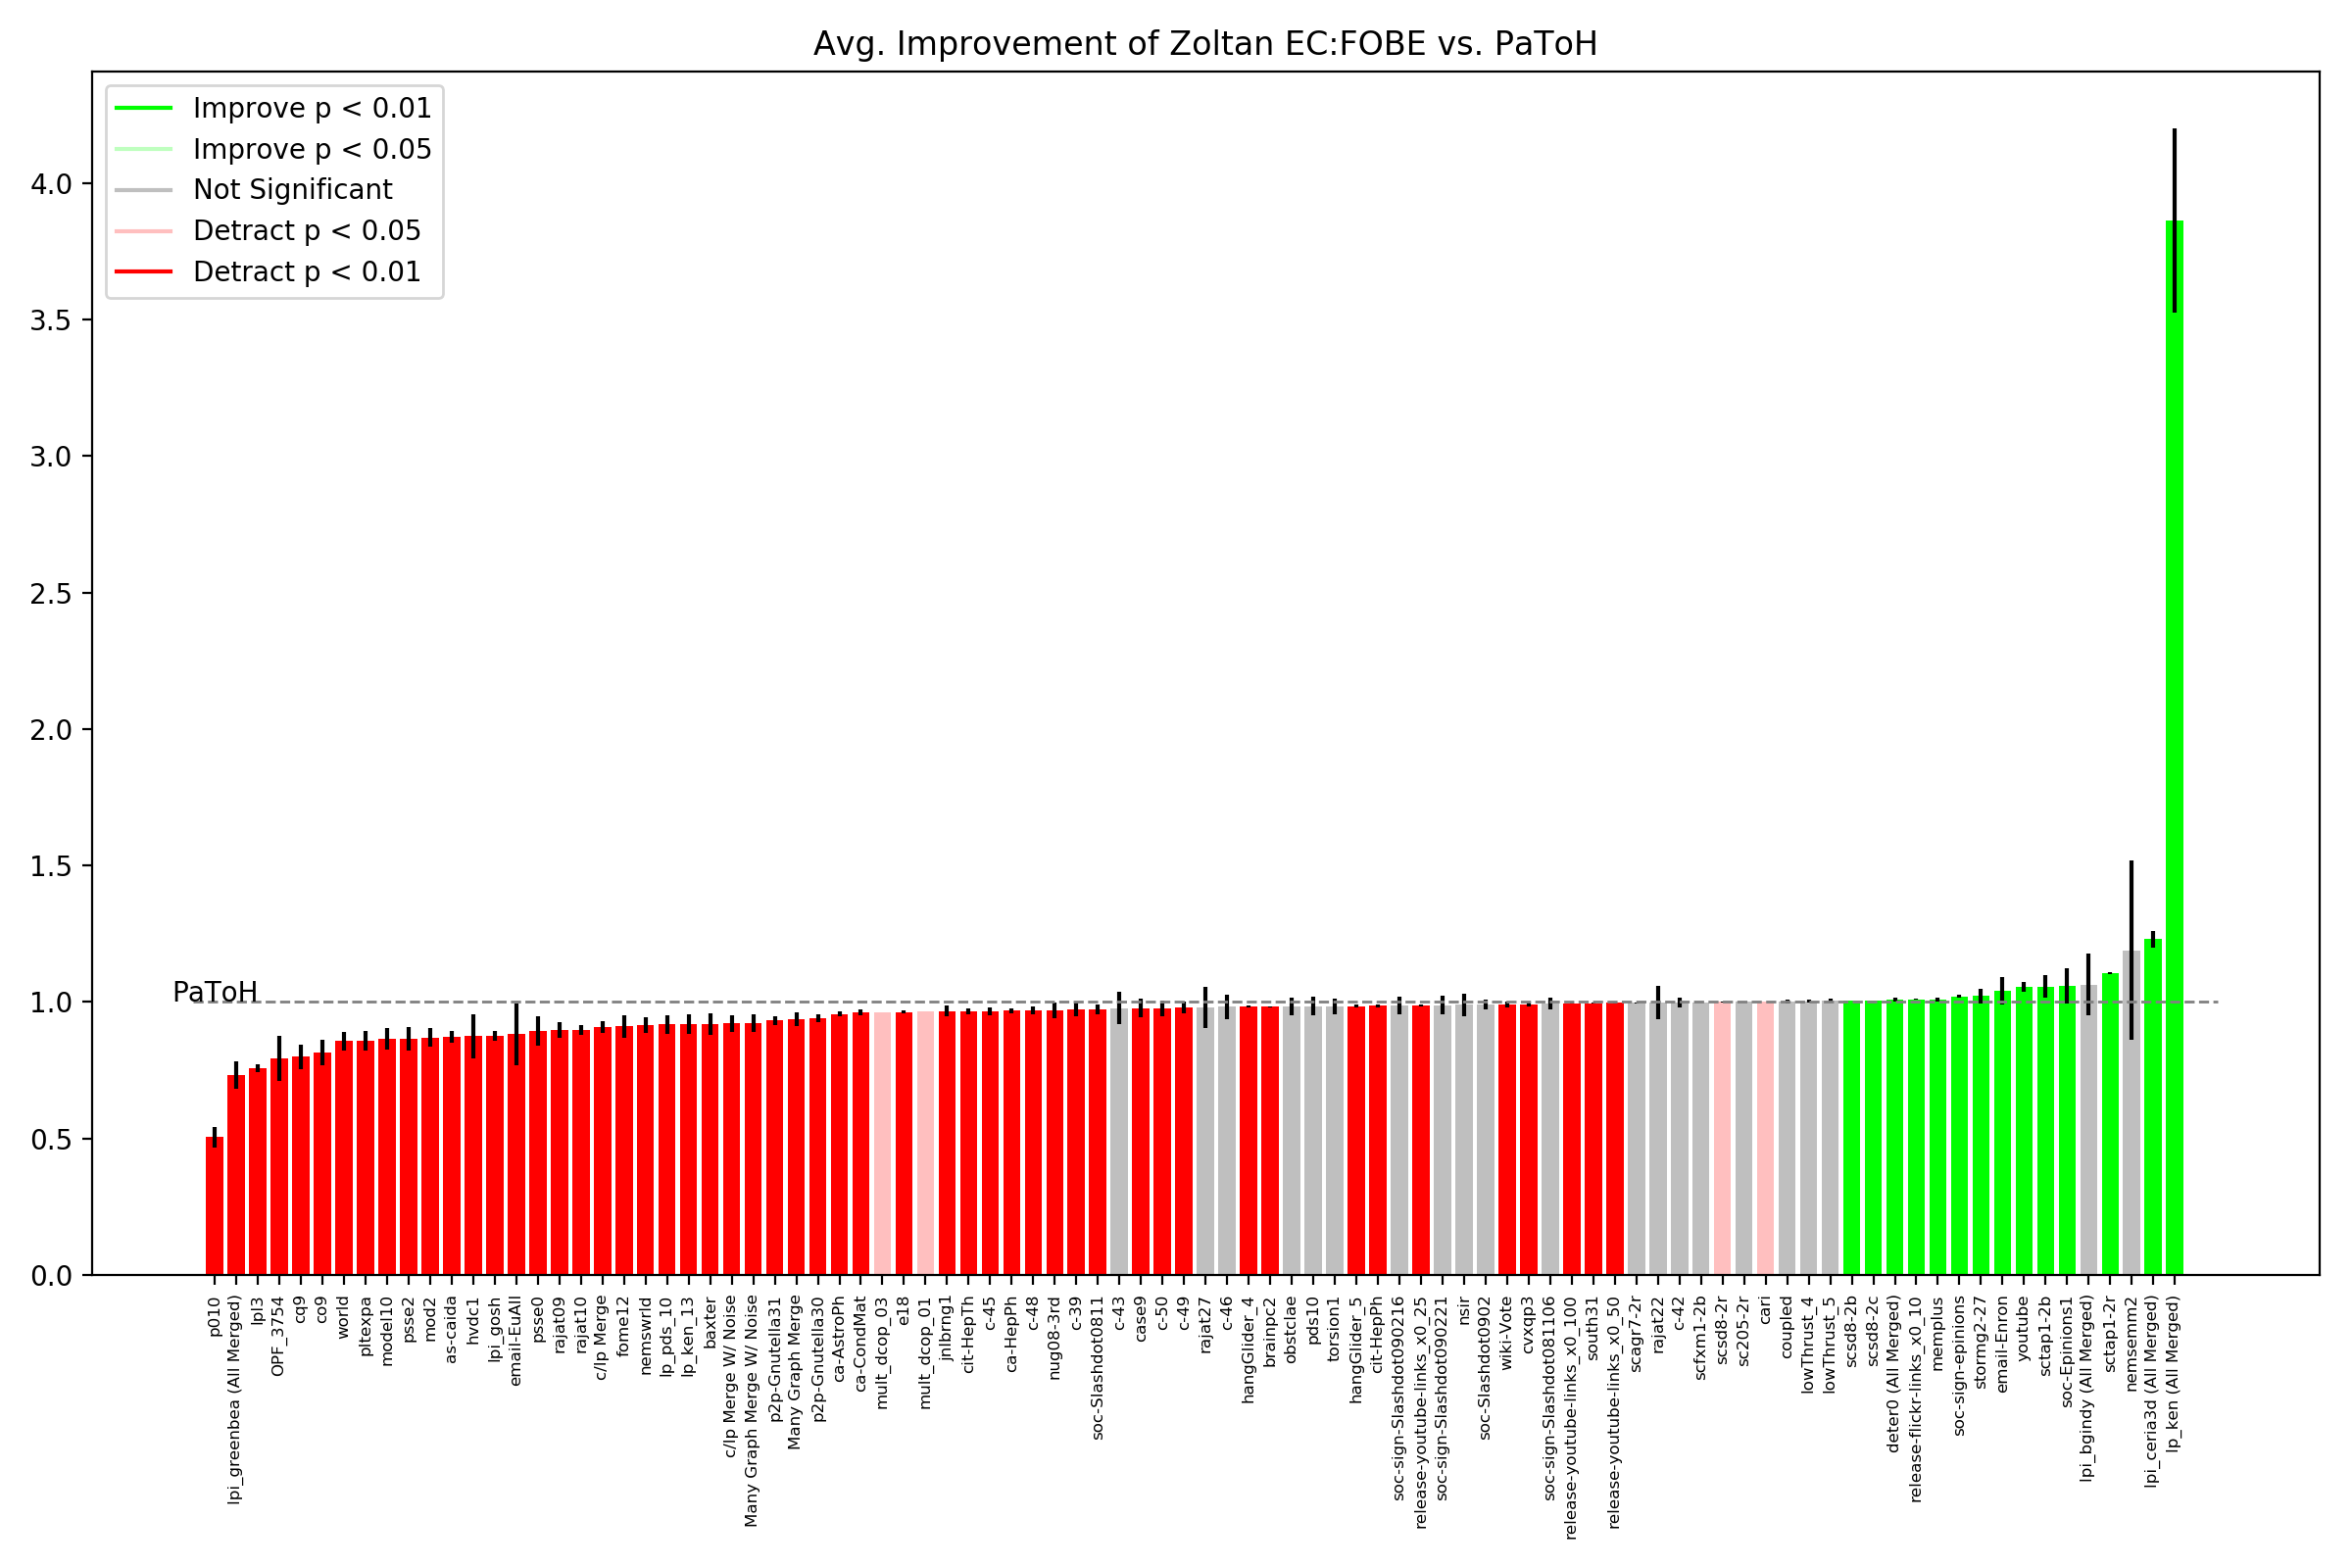 Avg. Improvement of Zoltan EC:FOBE vs. PaToH
Improve p < 0.01
Improve p < 0.05
Not Significant
Detract p < 0.05
Detract p < 0.01
4.0
3.5
3.0
2.5
2.0
1.5
1.0
0.5
0.0
PaToH
p010
lpi_greenbea (All Merged)
lpl3
OPF_3754
cq9
co9
world
pltexpa
model10
psse2
mod2
as-caida
hvdc1
lpi_gosh
email-EuAll
psse0
rajat09
rajat10
c/lp Merge
fome12
nemswrld
lp_pds_10
lp_ken_13
baxter
c/lp Merge W/ Noise
Many Graph Merge W/ Noise
p2p-Gnutella31
Many Graph Merge
p2p-Gnutella30
ca-AstroPh
ca-CondMat
mult_dcop_03
e18
mult_dcop_01
jnlbrng1
cit-HepTh
c-45
ca-HepPh
c-48
nug08-3rd
c-39
soc-Slashdot0811
c-43
case9
c-50
c-49
rajat27
c-46
hangGlider_4
brainpc2
obstclae
pds10
torsion1
hangGlider_5
cit-HepPh
soc-sign-Slashdot090216
release-youtube-links_x0_25
soc-sign-Slashdot090221
nsir
soc-Slashdot0902
wiki-Vote
cvxqp3
soc-sign-Slashdot081106
release-youtube-links_x0_100
south31
release-youtube-links_x0_50
scagr7-2r
rajat22
c-42
scfxm1-2b
scsd8-2r
sc205-2r
cari
coupled
lowThrust_4
lowThrust_5
scsd8-2b
scsd8-2c
deter0 (All Merged)
release-flickr-links_x0_10
memplus
soc-sign-epinions
stormg2-27
email-Enron
youtube
sctap1-2b
soc-Epinions1
lpi_bgindy (All Merged)
sctap1-2r
nemsemm2
lpi_ceria3d (All Merged)
lp_ken (All Merged)